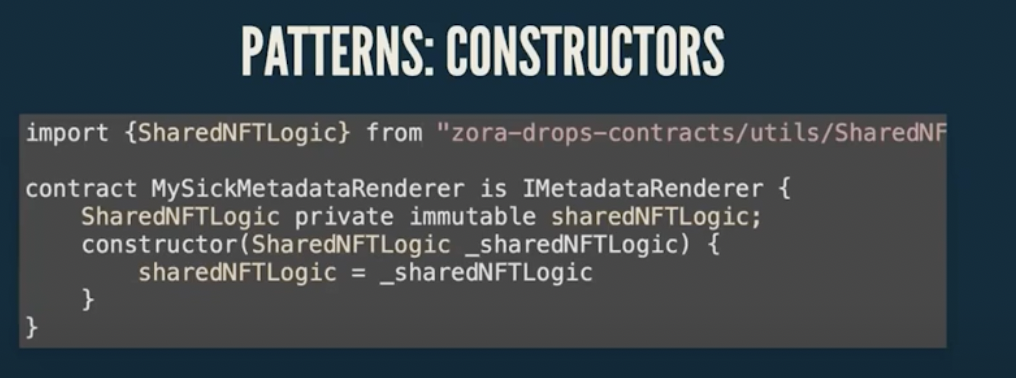 PATTERNS: CONSTRUCTORS
import {SharedNFTLogic} from "zora-drops-contracts/utils/SharedNF
contract MySickMetadataRenderer is IMetadataRenderer {
    SharedNFTLogic private immutable sharedNFTLogic;
    constructor(SharedNFTLogic _sharedNFTLogic) {
        sharedNFTLogic = _sharedNFTLogic
    }
}